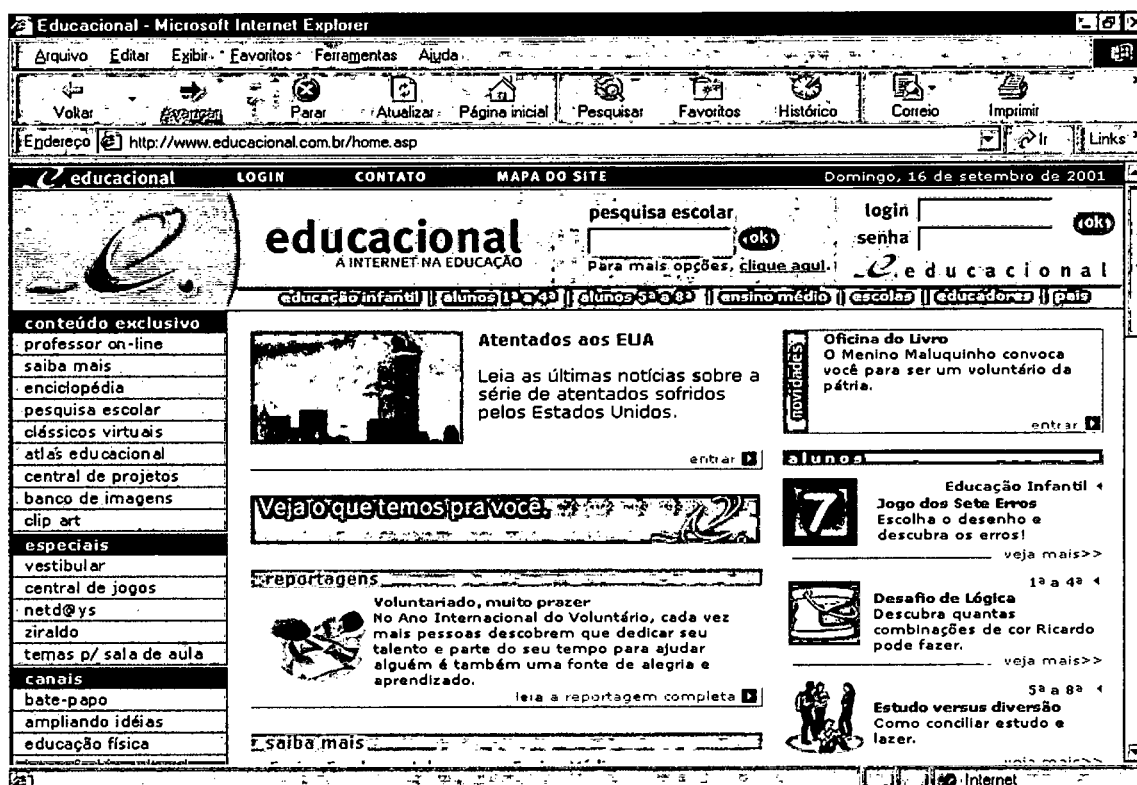 Educacional - Microsoft Internet Explorer
Arquivo Editar Exibir Favoritos Ferramentas Ajuda
Voltar Avançar Parar Atualizar Página inicial Pesquisar Favoritos Histórico Correio Imprimir
Endereço http://www.educacional.com.br/home.asp Ir Links
educacional LOGIN CONTATO MAPA DO SITE Domingo, 16 de setembro de 2001
educacional
A INTERNET NA EDUCAÇÃO
pesquisa escolar
ok
Para mais opções, clique aqui.
login
senha
ok
educacional
educação infantil || alunos 1ª a 4ª || alunos 5ª a 8ª || ensino médio || escolas || educadores || pais
conteúdo exclusivo
professor on-line
saiba mais
enciclopédia
pesquisa escolar
clássicos virtuais
atlas educacional
central de projetos
banco de imagens
clip art
especiais
vestibular
central de jogos
netd@ys
ziraldo
temas p/ sala de aula
canais
bate-papo
ampliando idéias
educação física
Atentados aos EUA
Leia as últimas notícias sobre a
série de atentados sofridos
pelos Estados Unidos.
entrar
Veja o que temos pra você.
reportagens
Voluntariado, muito prazer
No Ano Internacional do Voluntário, cada vez
mais pessoas descobrem que dedicar seu
talento e parte do seu tempo para ajudar
alguém é também uma fonte de alegria e
aprendizado.
leia a reportagem completa
saiba mais
novidades
Oficina do Livro
O Menino Maluquinho convoca
você para ser um voluntário da
pátria.
entrar
alunos
Educação Infantil
7
Jogo dos Sete Erros
Escolha o desenho e
descubra os erros!
veja mais>>
1ª a 4ª
Desafio de Lógica
Descubra quantas
combinações de cor Ricardo
pode fazer.
veja mais>>
5ª a 8ª
Estudo versus diversão
Como conciliar estudo e
lazer.
veja mais>>
Internet